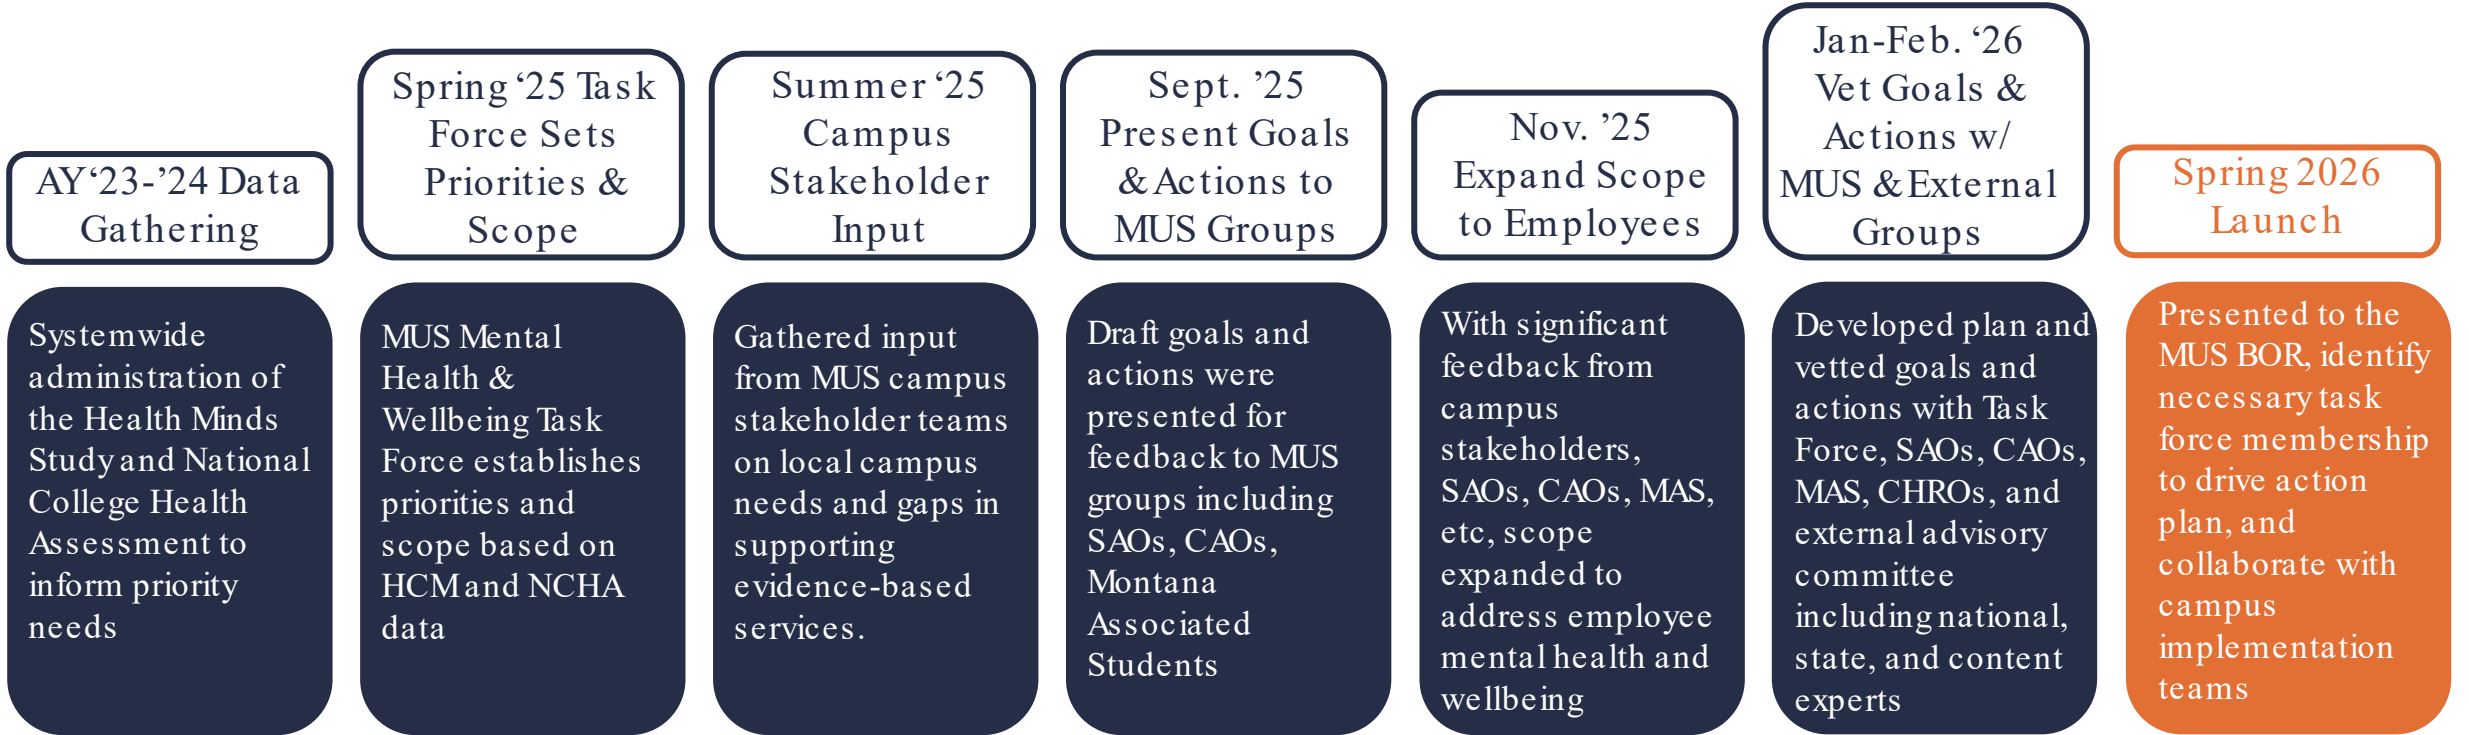 AY‘23-’24 Data
Gathering
Systemwide
administration of
the Health Minds
Study and National
College Health
Assessment to
inform priority
needs
Spring ‘25 Task
Force Sets
Priorities &
Scope
MUS Mental
Health &
Wellbeing Task
Force establishes
priorities and
scope based on
HCM and NCHA
data
Summer ‘25
Campus
Stakeholder
Input
Gathered input
from MUS campus
stakeholder teams
on local campus
needs and gaps in
supporting
evidence-based
services.
Sept. ’25
Present Goals
& Actions to
MUS Groups
Draft goals and
actions were
presented for
feedback to MUS
groups including
SAOs, CAOs,
Montana
Associated
Students
Nov. ’25
Expand Scope
to Employees
With significant
feedback from
campus
stakeholders,
SAOs, CAOs, MAS,
etc, scope
expanded to
address employee
mental health and
wellbeing
Jan-Feb. ‘26
Vet Goals &
Actions w/
MUS & External
Groups
Developed plan and
vetted goals and
actions with Task
Force, SAOs, CAOs,
MAS, CHROs, and
external advisory
committee
including national,
state, and content
experts
Spring 2026
Launch
Presented to the
MUS BOR, identify
necessary task
force membership
to drive action
plan, and
collaborate with
campus
implementation
teams